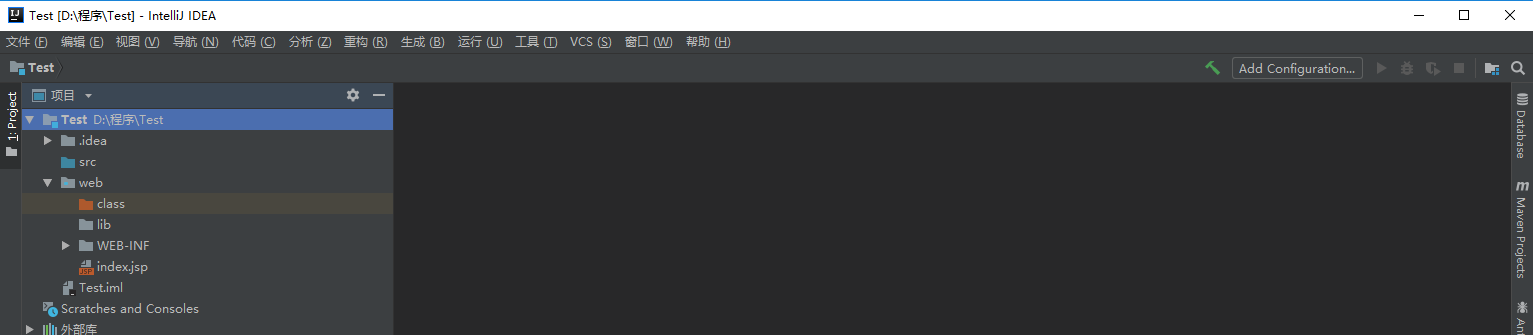 Test [D:\程序\Test] - IntelliJ IDEA
文件 (F) 编辑 (E) 视图 (V) 导航 (N) 代码 (C) 分析 (Z) 重构 (R) 生成 (B) 运行 (U) 工具 (T) VCS (S) 窗口 (W) 帮助 (H)
Test Add Configuration...
1: Project
项目
Test D:\程序\Test
.idea
src
web
class
lib
WEB-INF
index.jsp
Test.iml
Scratches and Consoles
外部库
Database
m Maven Projects